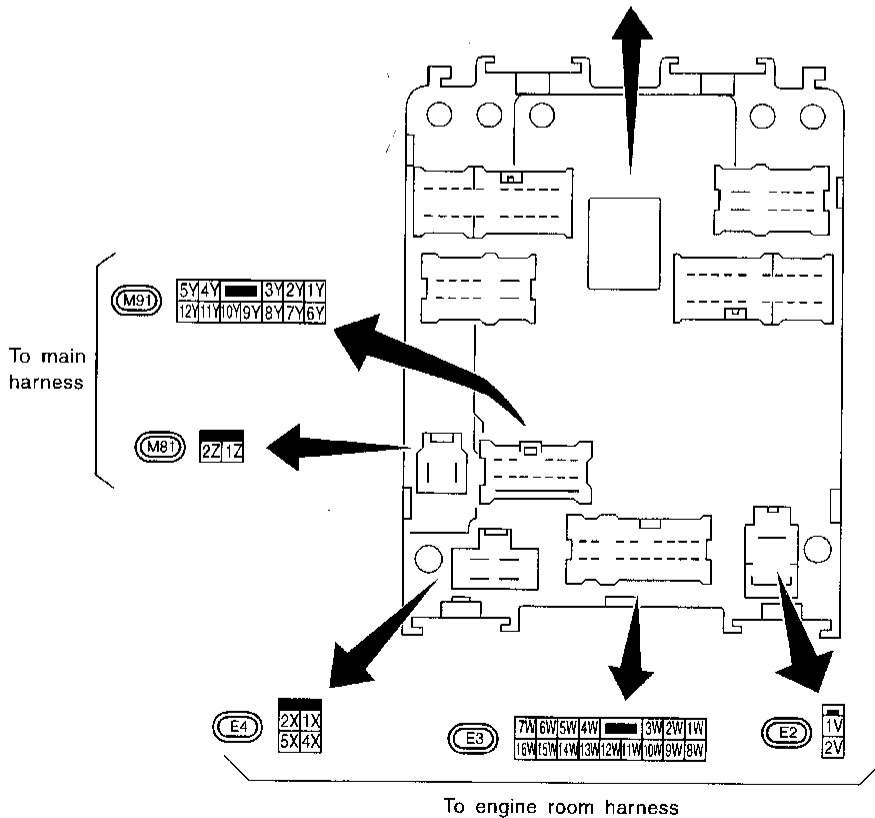 M91
5Y 4Y 3Y 2Y 1Y
12Y 11Y 10Y 9Y 8Y 7Y 6Y
To main
harness
M81
2Z 1Z
E4
2X 1X
5X 4X
E3
7W 6W 5W 4W 3W 2W 1W
16W 15W 14W 13W 12W 11W 10W 9W 8W
E2
1V
2V
To engine room harness